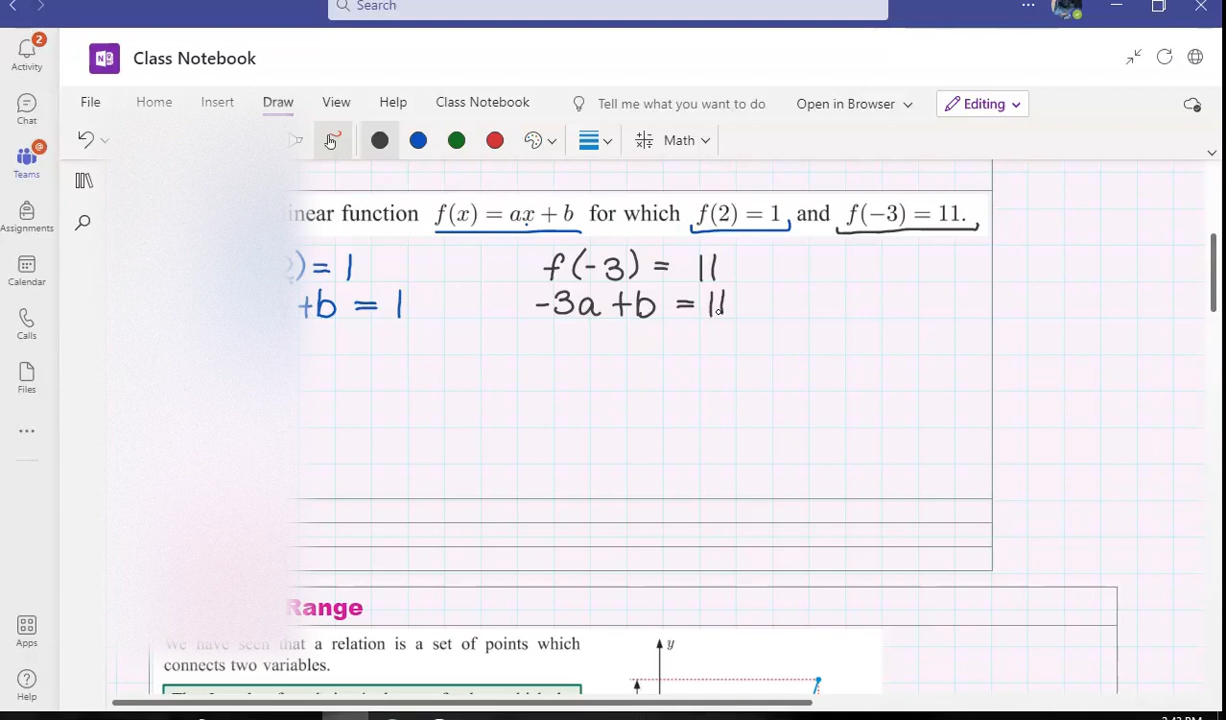 Search
2
Activity
Class Notebook
Chat
File Home Insert Draw View Help Class Notebook Tell me what you want to do Open in Browser Editing
Math
Teams
Assignments
Calendar
Calls
Files
Apps
Help
inear function f(x) = ax + b for which f(2) = 1 and f(−3) = 11.
) = 1
+b = 1
f(-3) = 11
-3a +b = 11
Range
We have seen that a relation is a set of points which
connects two variables.
y